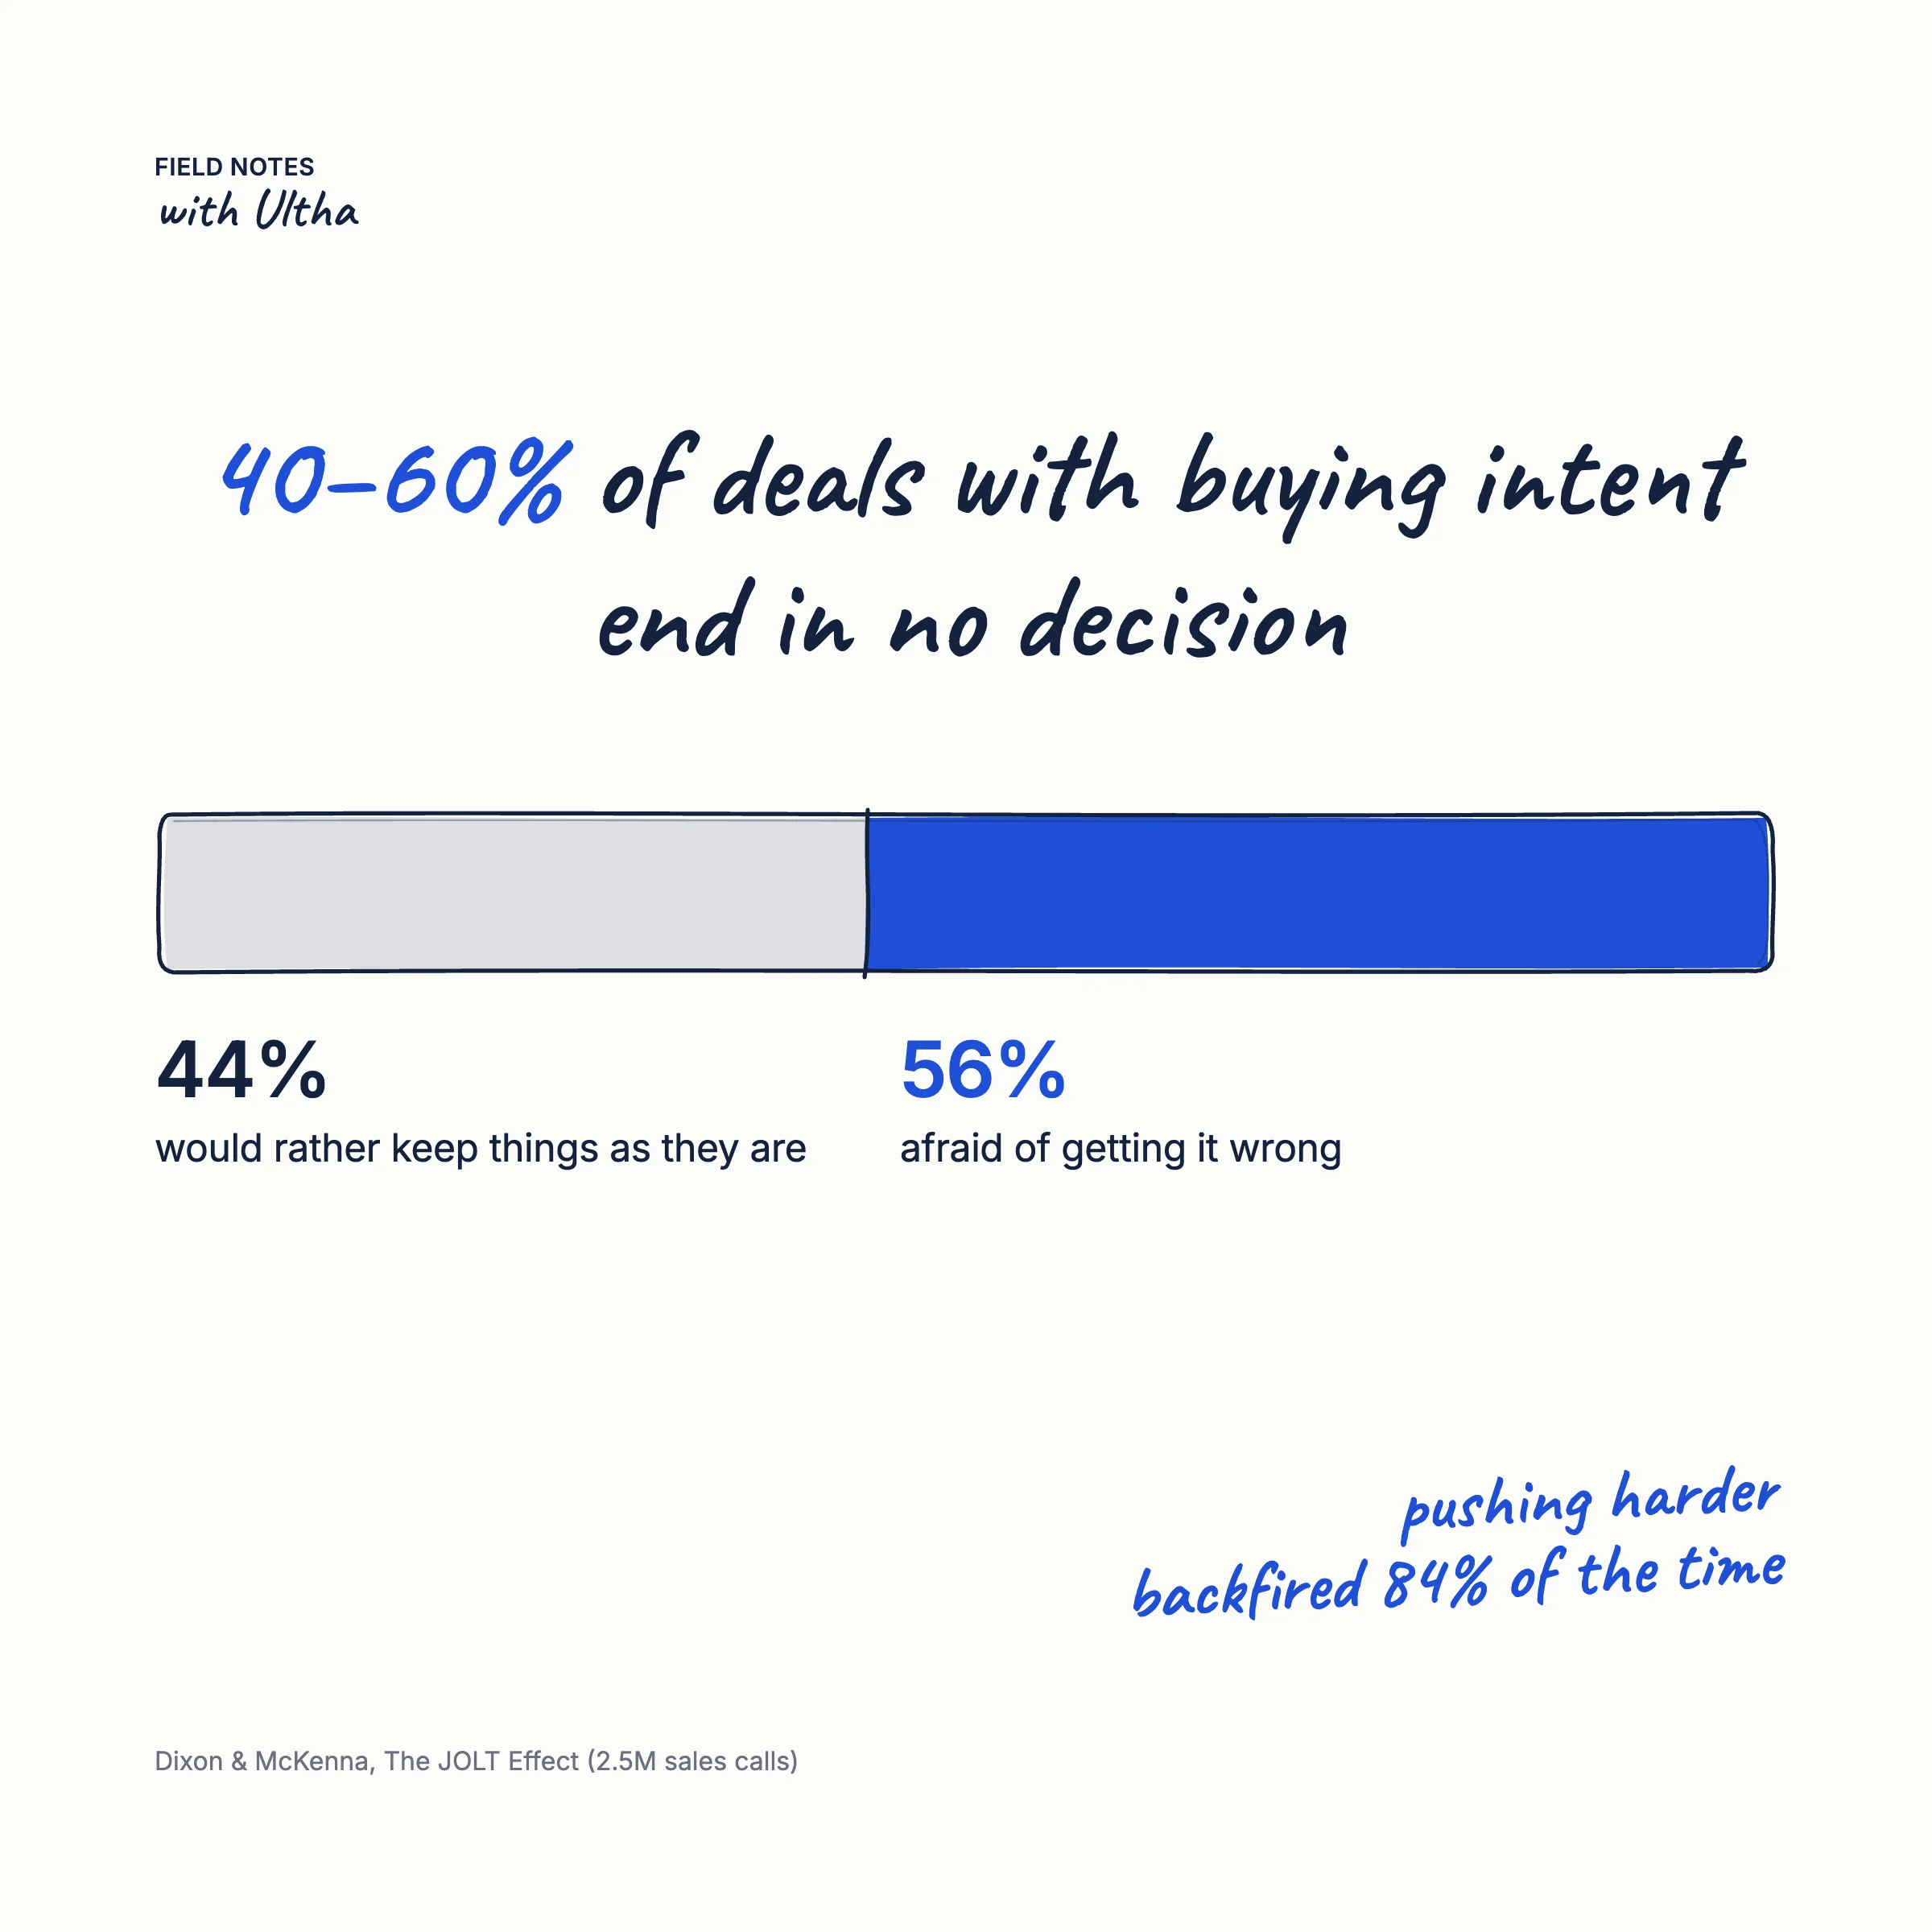 FIELD NOTES
with Ultha
40–60% of deals with buying intent
end in no decision
44%
would rather keep things as they are
56%
afraid of getting it wrong
pushing harder
backfired 84% of the time
Dixon & McKenna, The JOLT Effect (2.5M sales calls)